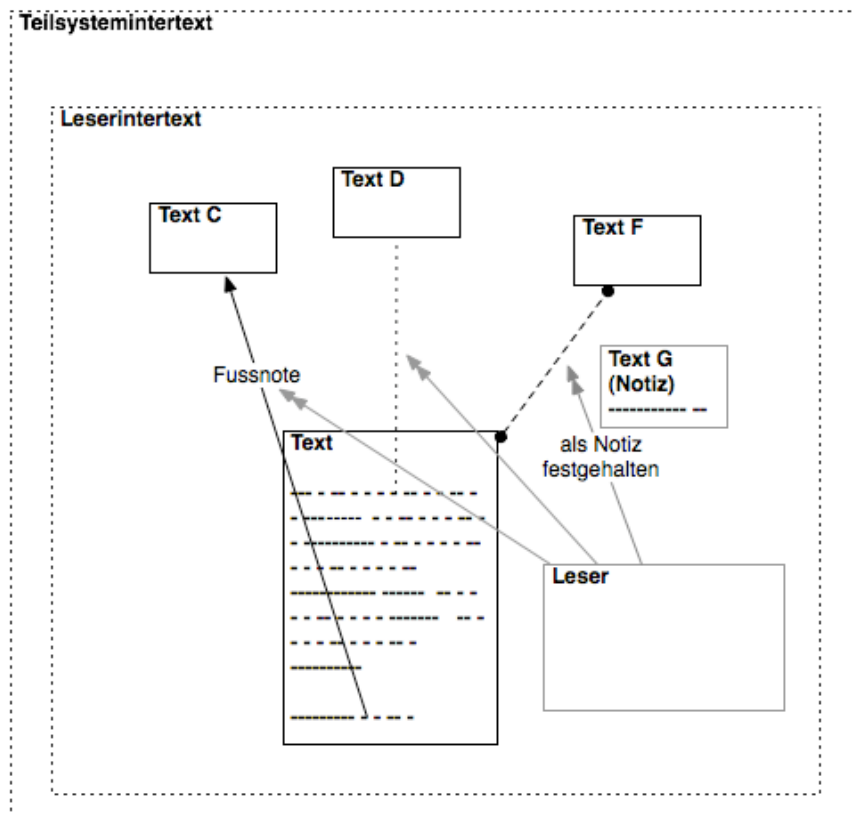 Teilsystemintertext
Leserintertext
Text D
Text C
Text F
Text G
(Notiz)
Fussnote
Text
als Notiz
festgehalten
Leser